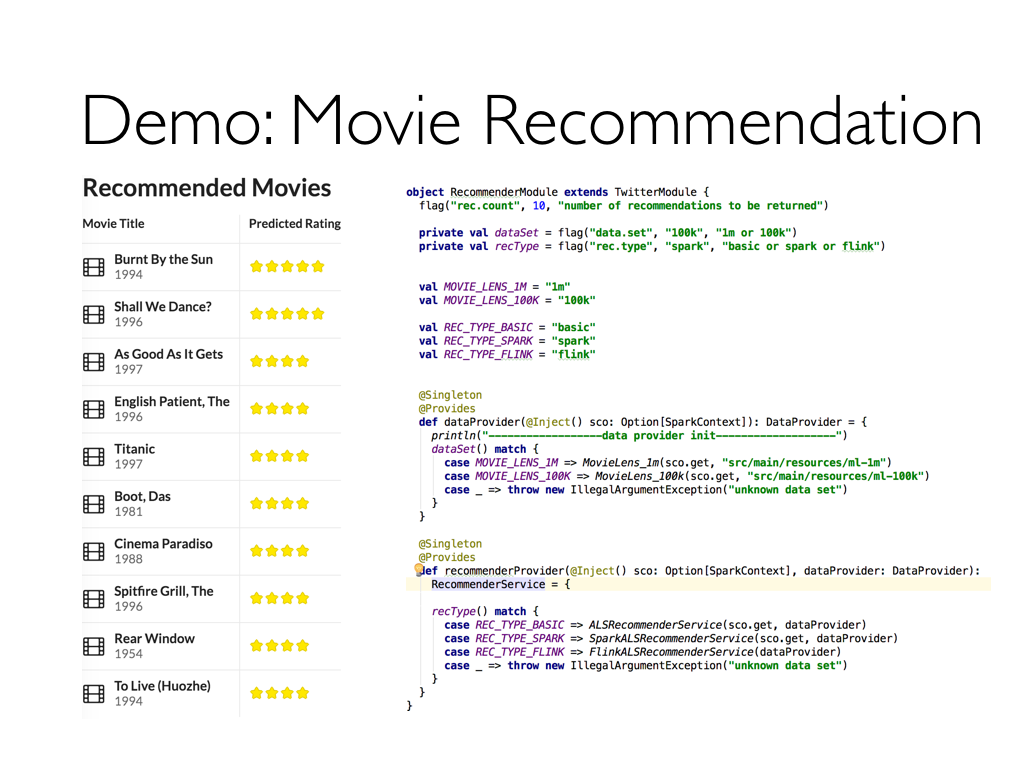 Demo: Movie Recommendation
Recommended Movies
Movie Title Predicted Rating
Burnt By the Sun
1994
Shall We Dance?
1996
As Good As It Gets
1997
English Patient, The
1996
Titanic
1997
Boot, Das
1981
Cinema Paradiso
1988
Spitfire Grill, The
1996
Rear Window
1954
To Live (Huozhe)
1994
object RecommenderModule extends TwitterModule {
flag("rec.count", 10, "number of recommendations to be returned")
private val dataSet = flag("data.set", "100k", "1m or 100k")
private val recType = flag("rec.type", "spark", "basic or spark or flink")
val MOVIE_LENS_1M = "1m"
val MOVIE_LENS_100K = "100k"
val REC_TYPE_BASIC = "basic"
val REC_TYPE_SPARK = "spark"
val REC_TYPE_FLINK = "flink"
@Singleton
@Provides
def dataProvider(@Inject() sco: Option[SparkContext]): DataProvider = {
println("-------------------data provider init-------------------")
dataSet() match {
case MOVIE_LENS_1M => MovieLens_1m(sco.get, "src/main/resources/ml-1m")
case MOVIE_LENS_100K => MovieLens_100k(sco.get, "src/main/resources/ml-100k")
case _ => throw new IllegalArgumentException("unknown data set")
}
}
@Singleton
@Provides
def recommenderProvider(@Inject() sco: Option[SparkContext], dataProvider: DataProvider):
RecommenderService = {
recType() match {
case REC_TYPE_BASIC => ALSRecommenderService(sco.get, dataProvider)
case REC_TYPE_SPARK => SparkALSRecommenderService(sco.get, dataProvider)
case REC_TYPE_FLINK => FlinkALSRecommenderService(dataProvider)
case _ => throw new IllegalArgumentException("unknown data set")
}
}
}